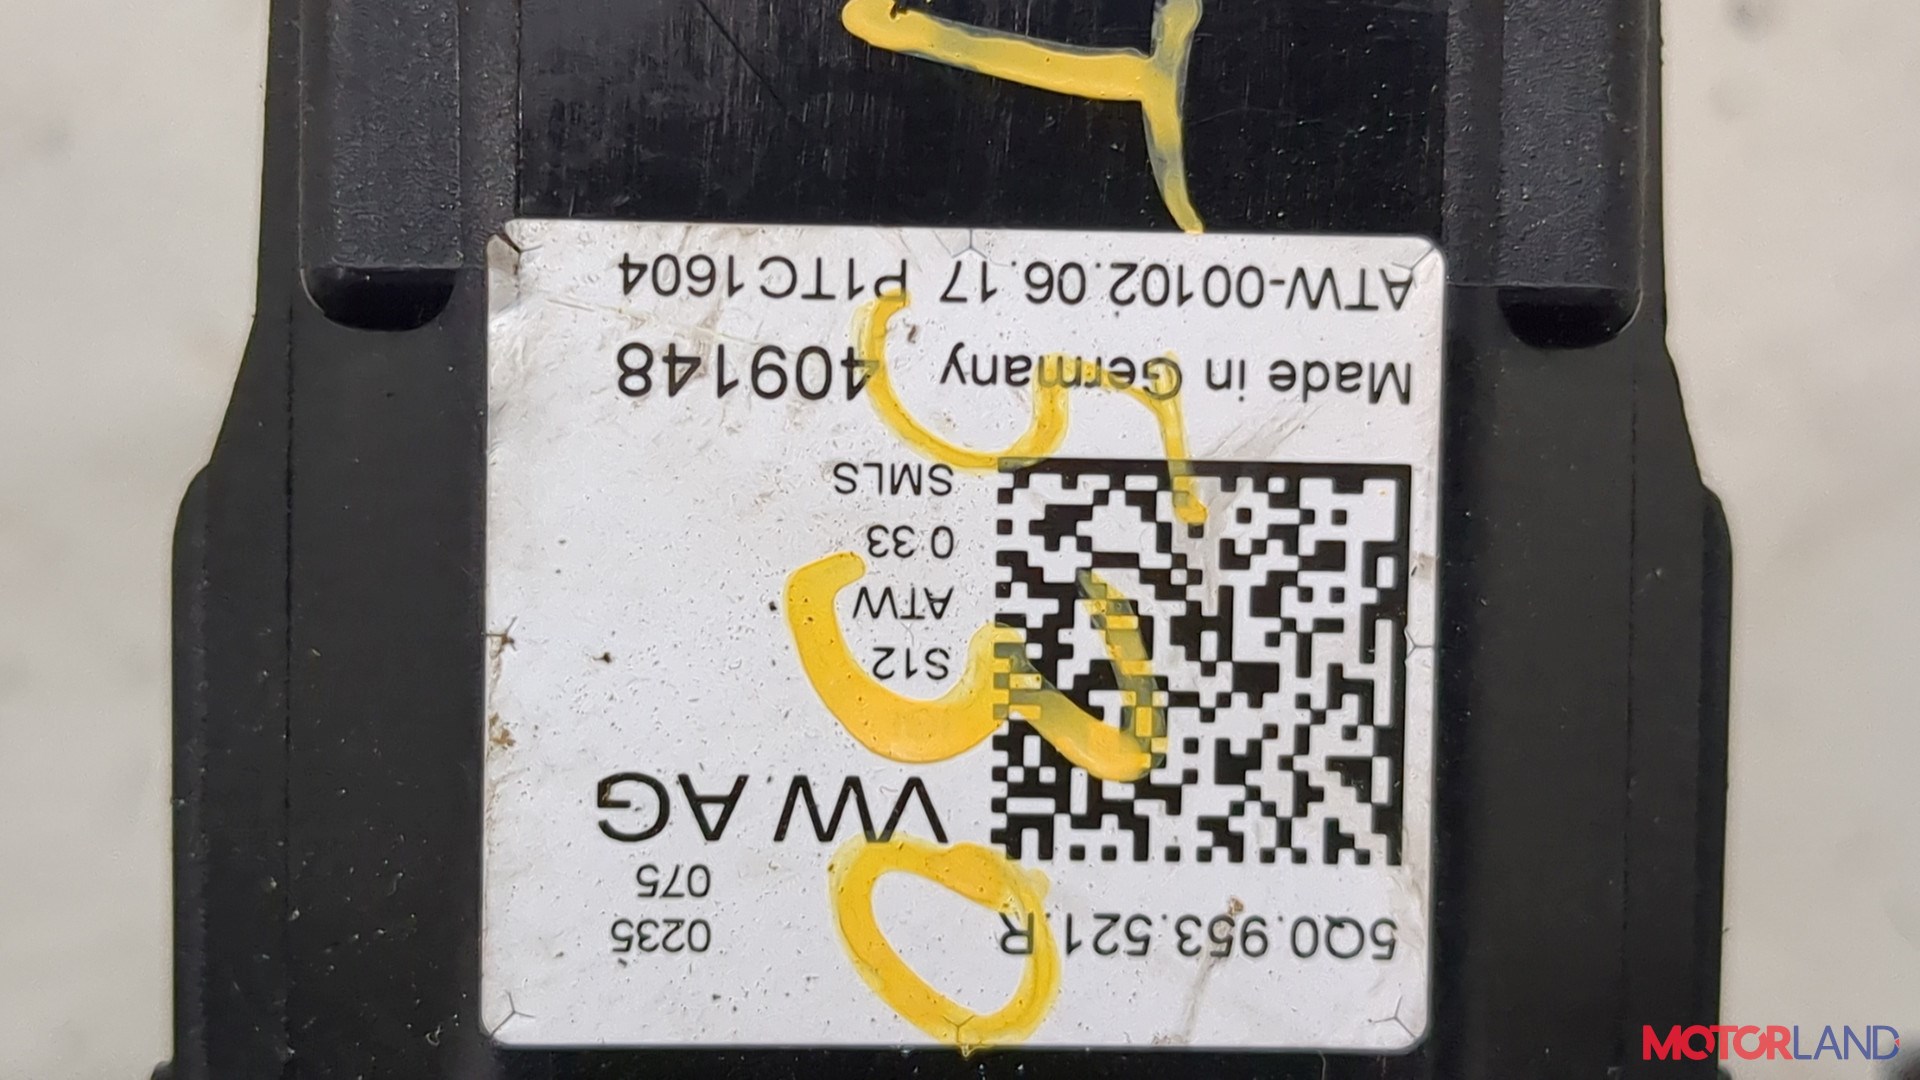 5Q0.953.521.R 0235
075
VW.AG
S12
ATW
0.33
SMLS
Made in Germany 409148
ATW-00102.06.17 P1TC1604
MOTORLAND